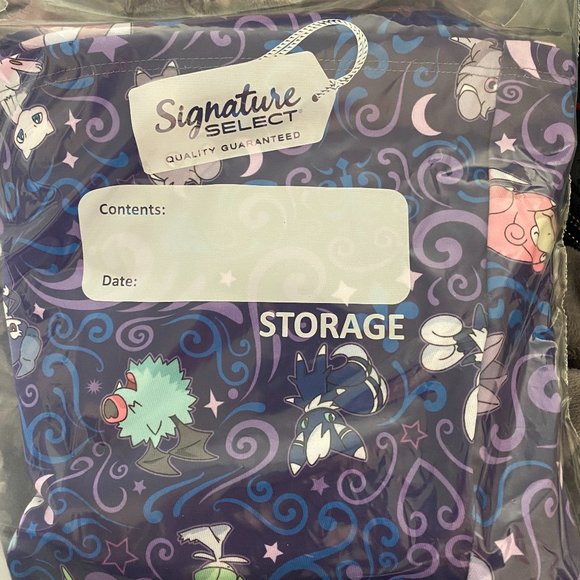 Signature
SELECT®
QUALITY GUARANTEED
Contents:
Date:
STORAGE